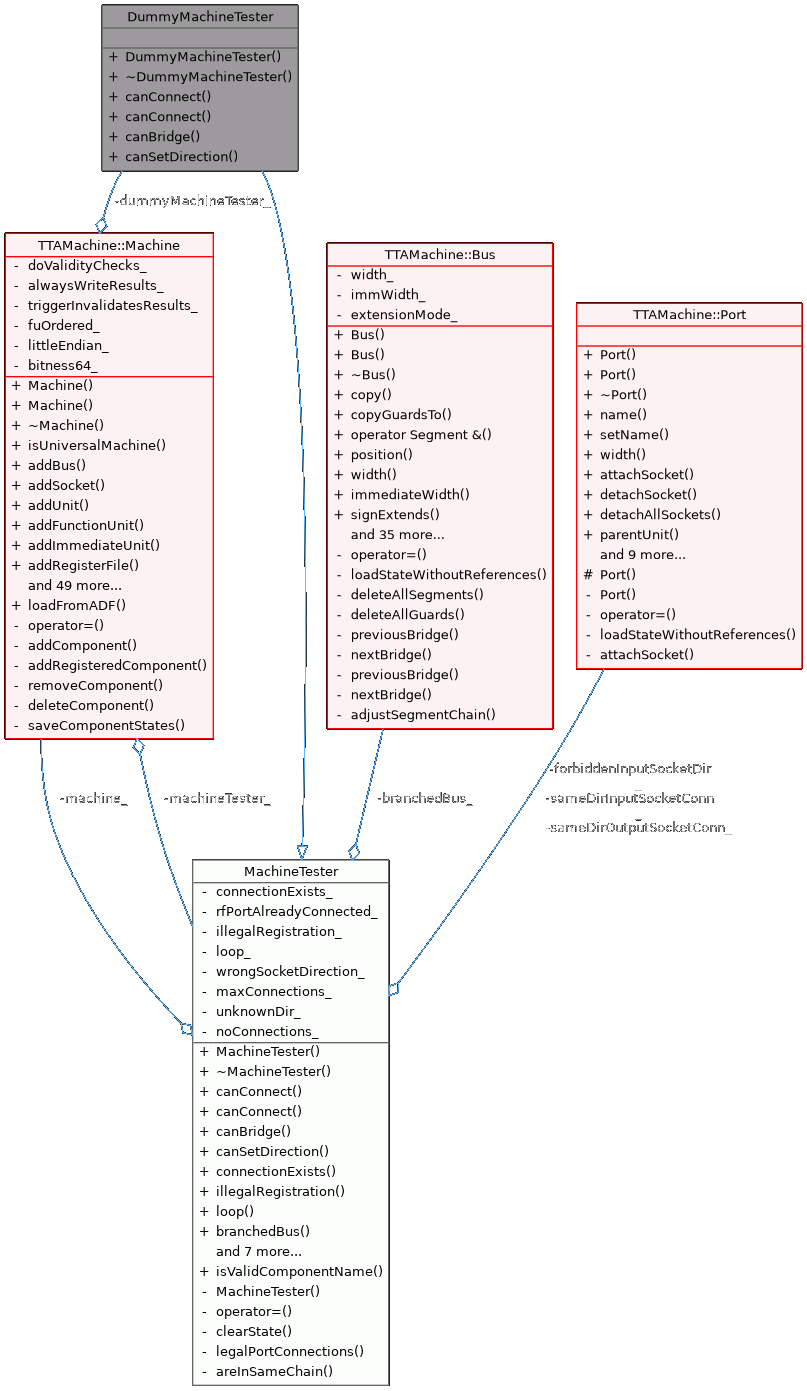 DummyMachineTester
+ DummyMachineTester()
+ ~DummyMachineTester()
+ canConnect()
+ canConnect()
+ canBridge()
+ canSetDirection()
-dummyMachineTester_
TTAMachine::Machine
- doValidityChecks_
- alwaysWriteResults_
- triggerInvalidatesResults_
- fuOrdered_
- littleEndian_
- bitness64_
+ Machine()
+ Machine()
+ ~Machine()
+ isUniversalMachine()
+ addBus()
+ addSocket()
+ addUnit()
+ addFunctionUnit()
+ addImmediateUnit()
+ addRegisterFile()
and 49 more...
+ loadFromADF()
- operator=()
- addComponent()
- addRegisteredComponent()
- removeComponent()
- deleteComponent()
- saveComponentStates()
TTAMachine::Bus
- width_
- immWidth_
- extensionMode_
+ Bus()
+ Bus()
+ ~Bus()
+ copy()
+ copyGuardsTo()
+ operator Segment &()
+ position()
+ width()
+ immediateWidth()
+ signExtends()
and 35 more...
- operator=()
- loadStateWithoutReferences()
- deleteAllSegments()
- deleteAllGuards()
- previousBridge()
- nextBridge()
- previousBridge()
- nextBridge()
- adjustSegmentChain()
TTAMachine::Port
+ Port()
+ Port()
+ ~Port()
+ name()
+ setName()
+ width()
+ attachSocket()
+ detachSocket()
+ detachAllSockets()
+ parentUnit()
and 9 more...
# Port()
- Port()
- operator=()
- loadStateWithoutReferences()
- attachSocket()
-machine_
-machineTester_
-branchedBus_
-forbiddenInputSocketDir
_
-sameDirInputSocketConn
_
-sameDirOutputSocketConn_
MachineTester
- connectionExists_
- rfPortAlreadyConnected_
- illegalRegistration_
- loop_
- wrongSocketDirection_
- maxConnections_
- unknownDir_
- noConnections_
+ MachineTester()
+ ~MachineTester()
+ canConnect()
+ canConnect()
+ canBridge()
+ canSetDirection()
+ connectionExists()
+ illegalRegistration()
+ loop()
+ branchedBus()
and 7 more...
+ isValidComponentName()
- MachineTester()
- operator=()
- clearState()
- legalPortConnections()
- areInSameChain()